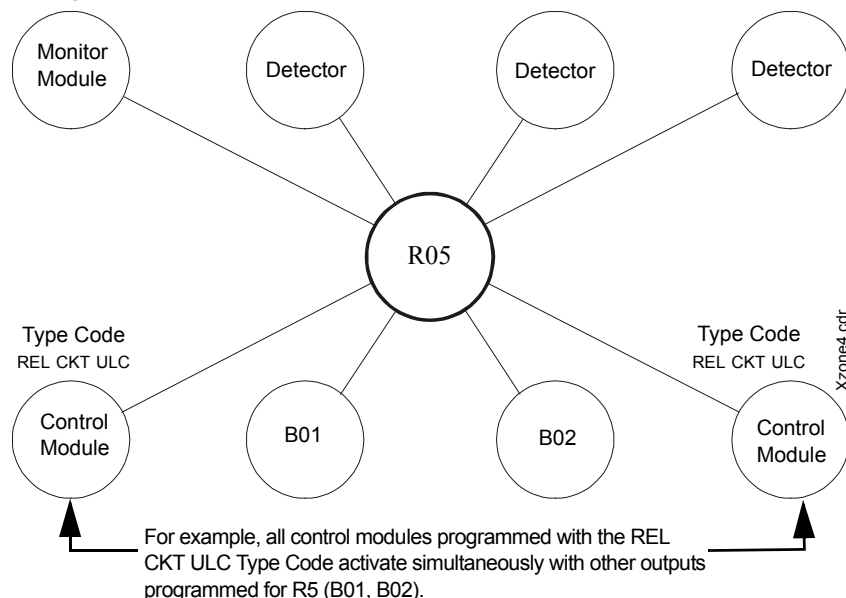 Monitor
Module
Detector
Detector
Detector
R05
Type Code
REL CKT ULC
Type Code
REL CKT ULC
Xzone4.cdr
Control
Module
B01
B02
Control
Module
For example, all control modules programmed with the REL
CKT ULC Type Code activate simultaneously with other outputs
programmed for R5 (B01, B02).